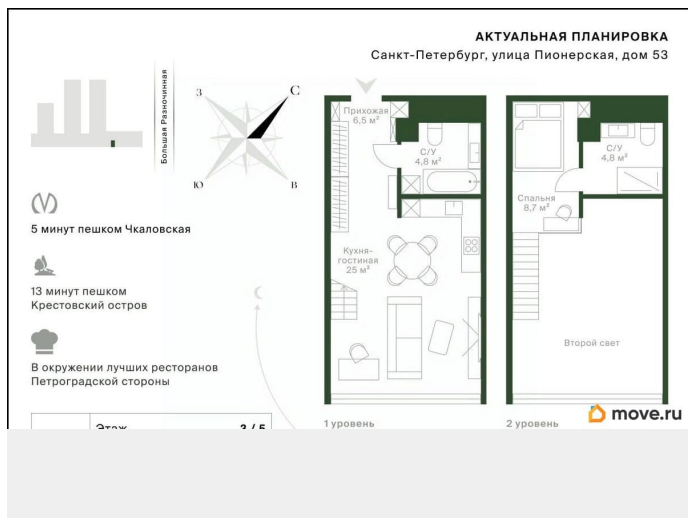 АКТУАЛЬНАЯ ПЛАНИРОВКА
Санкт-Петербург, улица Пионерская, дом 53
Большая Разночинная
З
С
Ю
В
5 минут пешком Чкаловская
13 минут пешком
Крестовский остров
В окружении лучших ресторанов
Петроградской стороны
Этаж
3 / 5
Прихожая
6,5 м²
С/У
4,8 м²
Кухня-
гостиная
25 м²
1 уровень
С/У
4,8 м²
Спальня
8,7 м²
Второй свет
2 уровень
move.ru